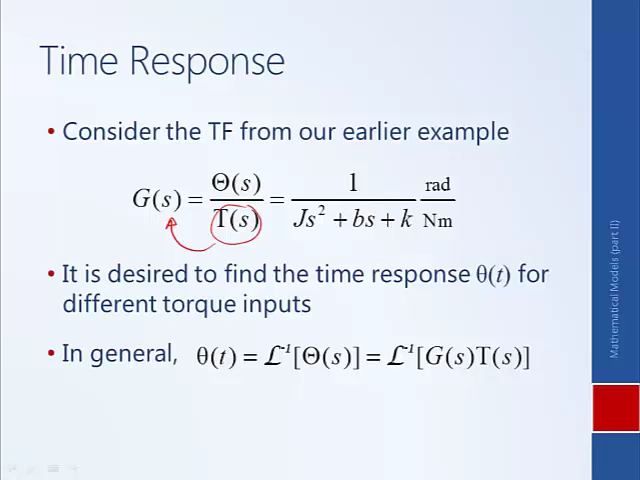 Time Response
• Consider the TF from our earlier example
G(s) = Θ(s)/T(s) = 1/(Js² + bs + k) rad/Nm
• It is desired to find the time response θ(t) for
different torque inputs
• In general, θ(t) = ℒ⁻¹[Θ(s)] = ℒ⁻¹[G(s)T(s)]
Mathematical Models (part II)